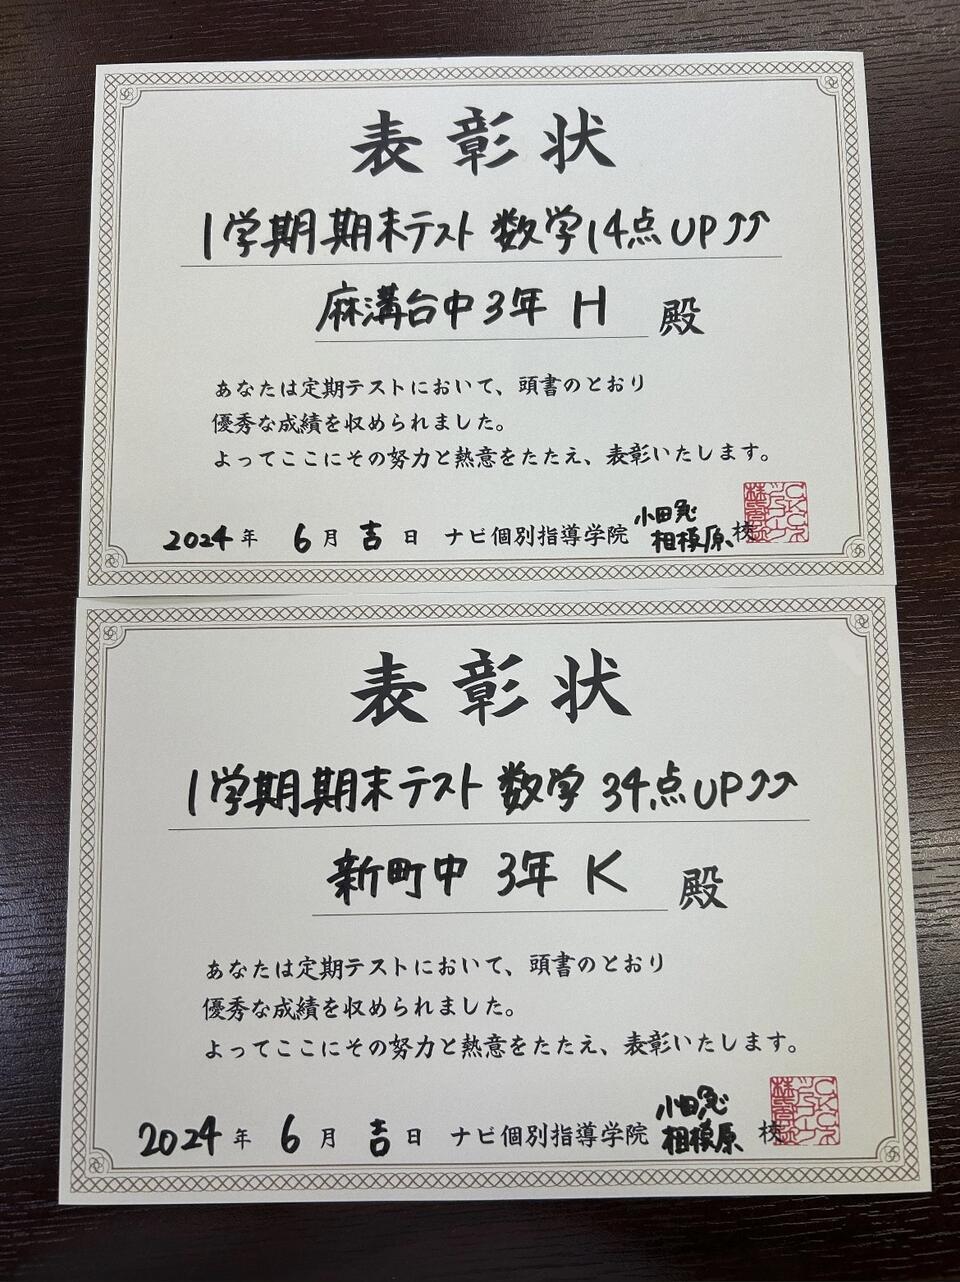 表彰状
1学期期末テスト 数学14点UP↑↑
麻溝台中3年 H 殿
あなたは定期テストにおいて、頭書のとおり
優秀な成績を収められました。
よってここにその努力と熱意をたたえ、表彰いたします。
2024年 6月 吉日 ナビ個別指導学院 小田急相模原校
表彰状
1学期期末テスト 数学 34点UP↑↑
新町中 3年 K 殿
あなたは定期テストにおいて、頭書のとおり
優秀な成績を収められました。
よってここにその努力と熱意をたたえ、表彰いたします。
2024年 6月 吉日 ナビ個別指導学院 小田急相模原校